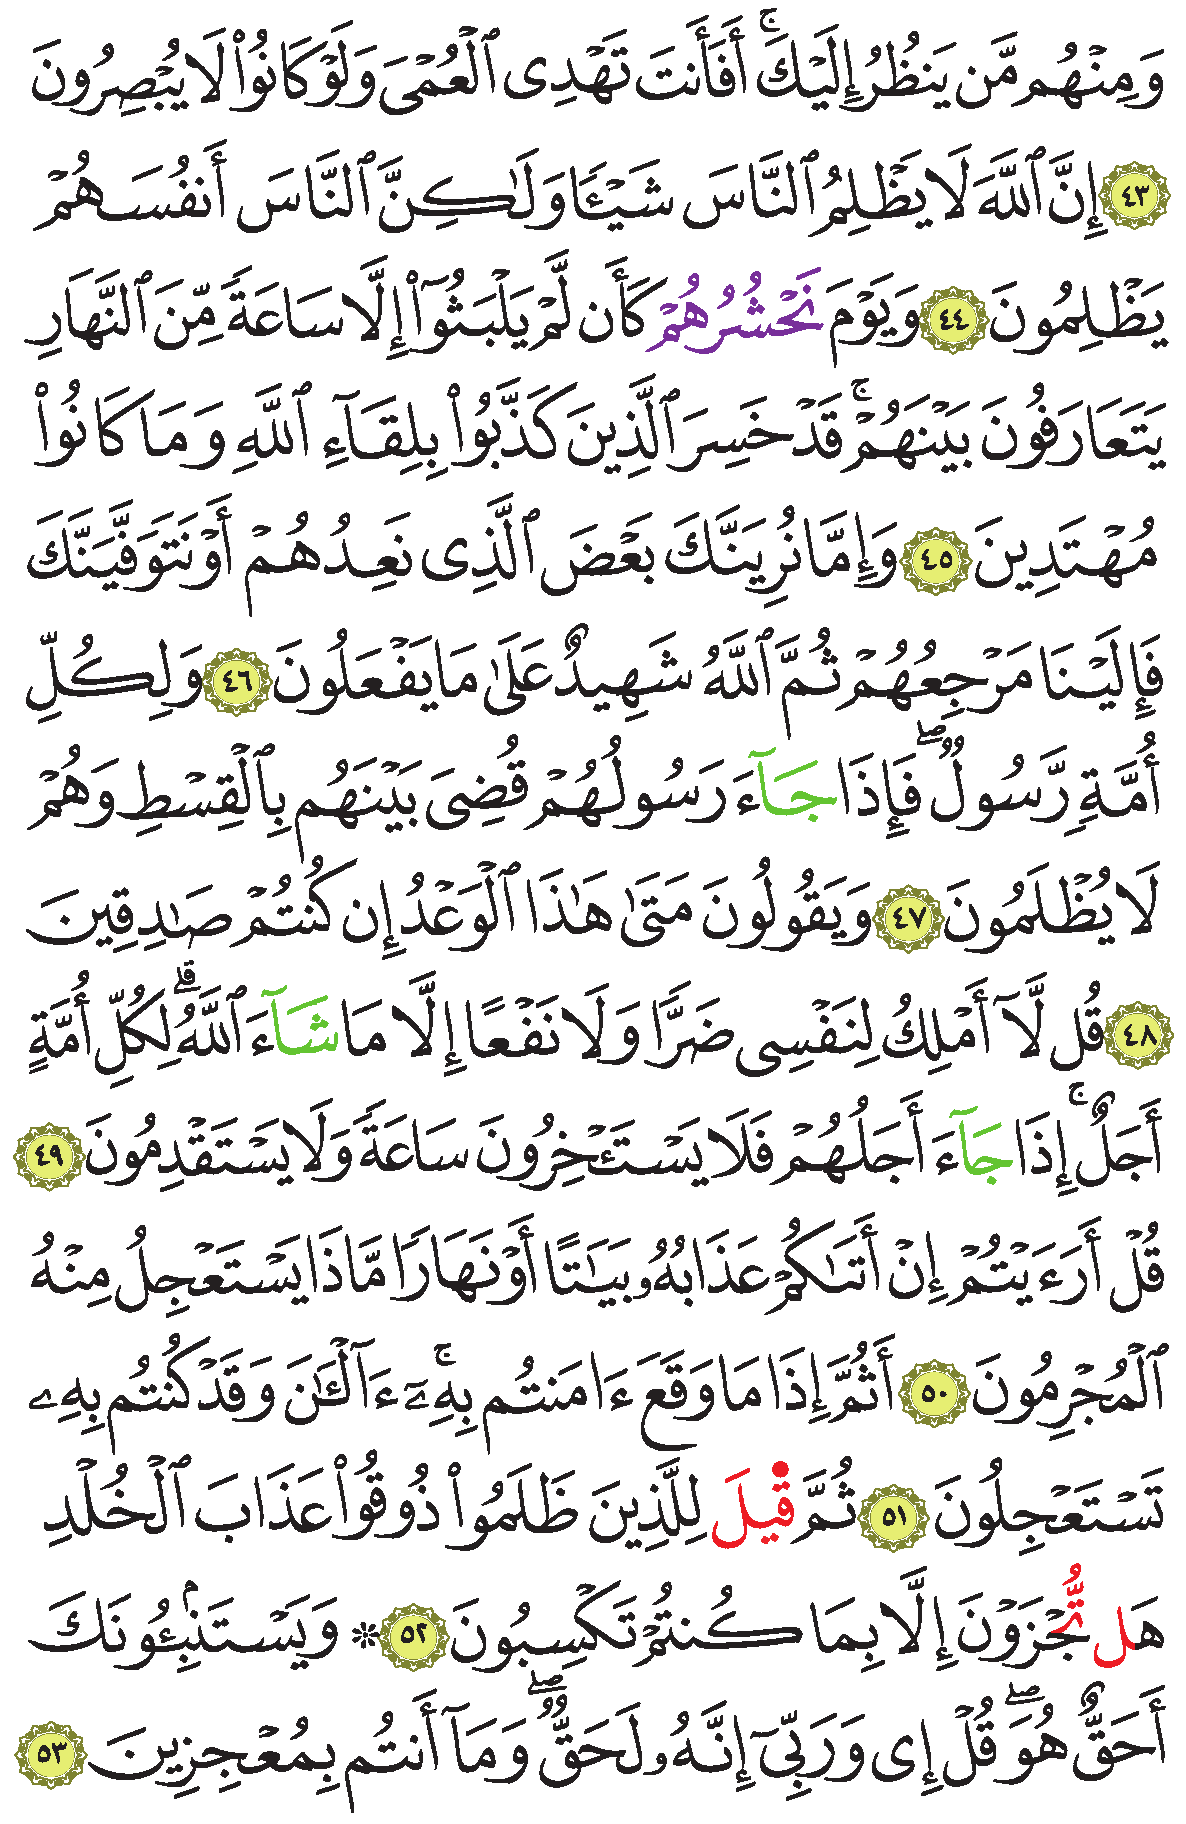 وَمِنۡهُم مَّن يَنظُرُ إِلَيۡكَۚ أَفَأَنتَ تَهۡدِى ٱلۡعُمۡىَ وَلَوۡ كَانُواْ لَا يُبۡصِرُونَ
٤٣ إِنَّ ٱللَّهَ لَا يَظۡلِمُ ٱلنَّاسَ شَيۡـًٔا وَلَٰكِنَّ ٱلنَّاسَ أَنفُسَهُمۡ
يَظۡلِمُونَ ٤٤ وَيَوۡمَ نَحۡشُرُهُمۡ كَأَن لَّمۡ يَلۡبَثُوٓاْ إِلَّا سَاعَةً مِّنَ ٱلنَّهَارِ
يَتَعَارَفُونَ بَيۡنَهُمۡۚ قَدۡ خَسِرَ ٱلَّذِينَ كَذَّبُواْ بِلِقَآءِ ٱللَّهِ وَمَا كَانُواْ
مُهۡتَدِينَ ٤٥ وَإِمَّا نُرِيَنَّكَ بَعۡضَ ٱلَّذِى نَعِدُهُمۡ أَوۡ نَتَوَفَّيَنَّكَ
فَإِلَيۡنَا مَرۡجِعُهُمۡ ثُمَّ ٱللَّهُ شَهِيدٌ عَلَىٰ مَا يَفۡعَلُونَ ٤٦ وَلِكُلِّ
أُمَّةٍ رَّسُولٌۖ فَإِذَا جَآءَ رَسُولُهُمۡ قُضِىَ بَيۡنَهُم بِٱلۡقِسۡطِ وَهُمۡ
لَا يُظۡلَمُونَ ٤٧ وَيَقُولُونَ مَتَىٰ هَٰذَا ٱلۡوَعۡدُ إِن كُنتُمۡ صَٰدِقِينَ
٤٨ قُل لَّآ أَمۡلِكُ لِنَفۡسِى ضَرًّا وَلَا نَفۡعًا إِلَّا مَا شَآءَ ٱللَّهُۗ لِكُلِّ أُمَّةٍ
أَجَلٌۚ إِذَا جَآءَ أَجَلُهُمۡ فَلَا يَسۡتَـٔۡخِرُونَ سَاعَةً وَلَا يَسۡتَقۡدِمُونَ ٤٩
قُلۡ أَرَءَيۡتُمۡ إِنۡ أَتَىٰكُمۡ عَذَابُهُۥ بَيَٰتًا أَوۡ نَهَارًا مَّاذَا يَسۡتَعۡجِلُ مِنۡهُ
ٱلۡمُجۡرِمُونَ ٥٠ أَثُمَّ إِذَا مَا وَقَعَ ءَامَنتُم بِهِۦٓۚ ءَآلۡـَٰٔنَ وَقَدۡ كُنتُم بِهِۦ
تَسۡتَعۡجِلُونَ ٥١ ثُمَّ قِيلَ لِلَّذِينَ ظَلَمُواْ ذُوقُواْ عَذَابَ ٱلۡخُلۡدِ
هَل تُّجۡزَوۡنَ إِلَّا بِمَا كُنتُمۡ تَكۡسِبُونَ ٥٢ ۞ وَيَسۡتَنۢبِـُٔونَكَ
أَحَقٌّ هُوَۖ قُلۡ إِى وَرَبِّىٓ إِنَّهُۥ لَحَقٌّۖ وَمَآ أَنتُم بِمُعۡجِزِينَ ٥٣